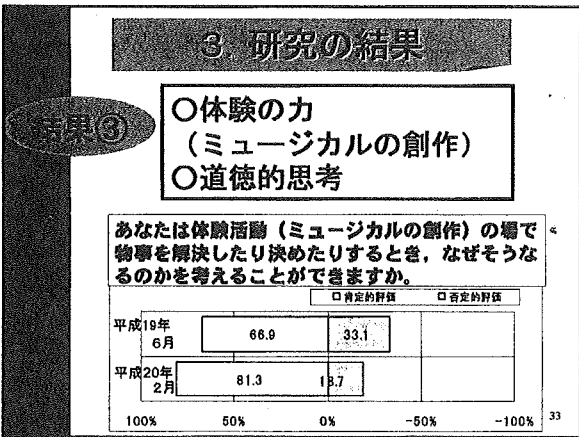 3. 研究の結果
結果③
○体験の力
（ミュージカルの創作）
○道徳的思考
あなたは体験活動（ミュージカルの創作）の場で
物事を解決したり決めたりするとき，なぜそうな
るのかを考えることができますか。
□肯定的評価 □否定的評価
平成19年
6月
66.9 33.1
平成20年
2月
81.3 18.7
100% 50% 0% -50% -100%
33